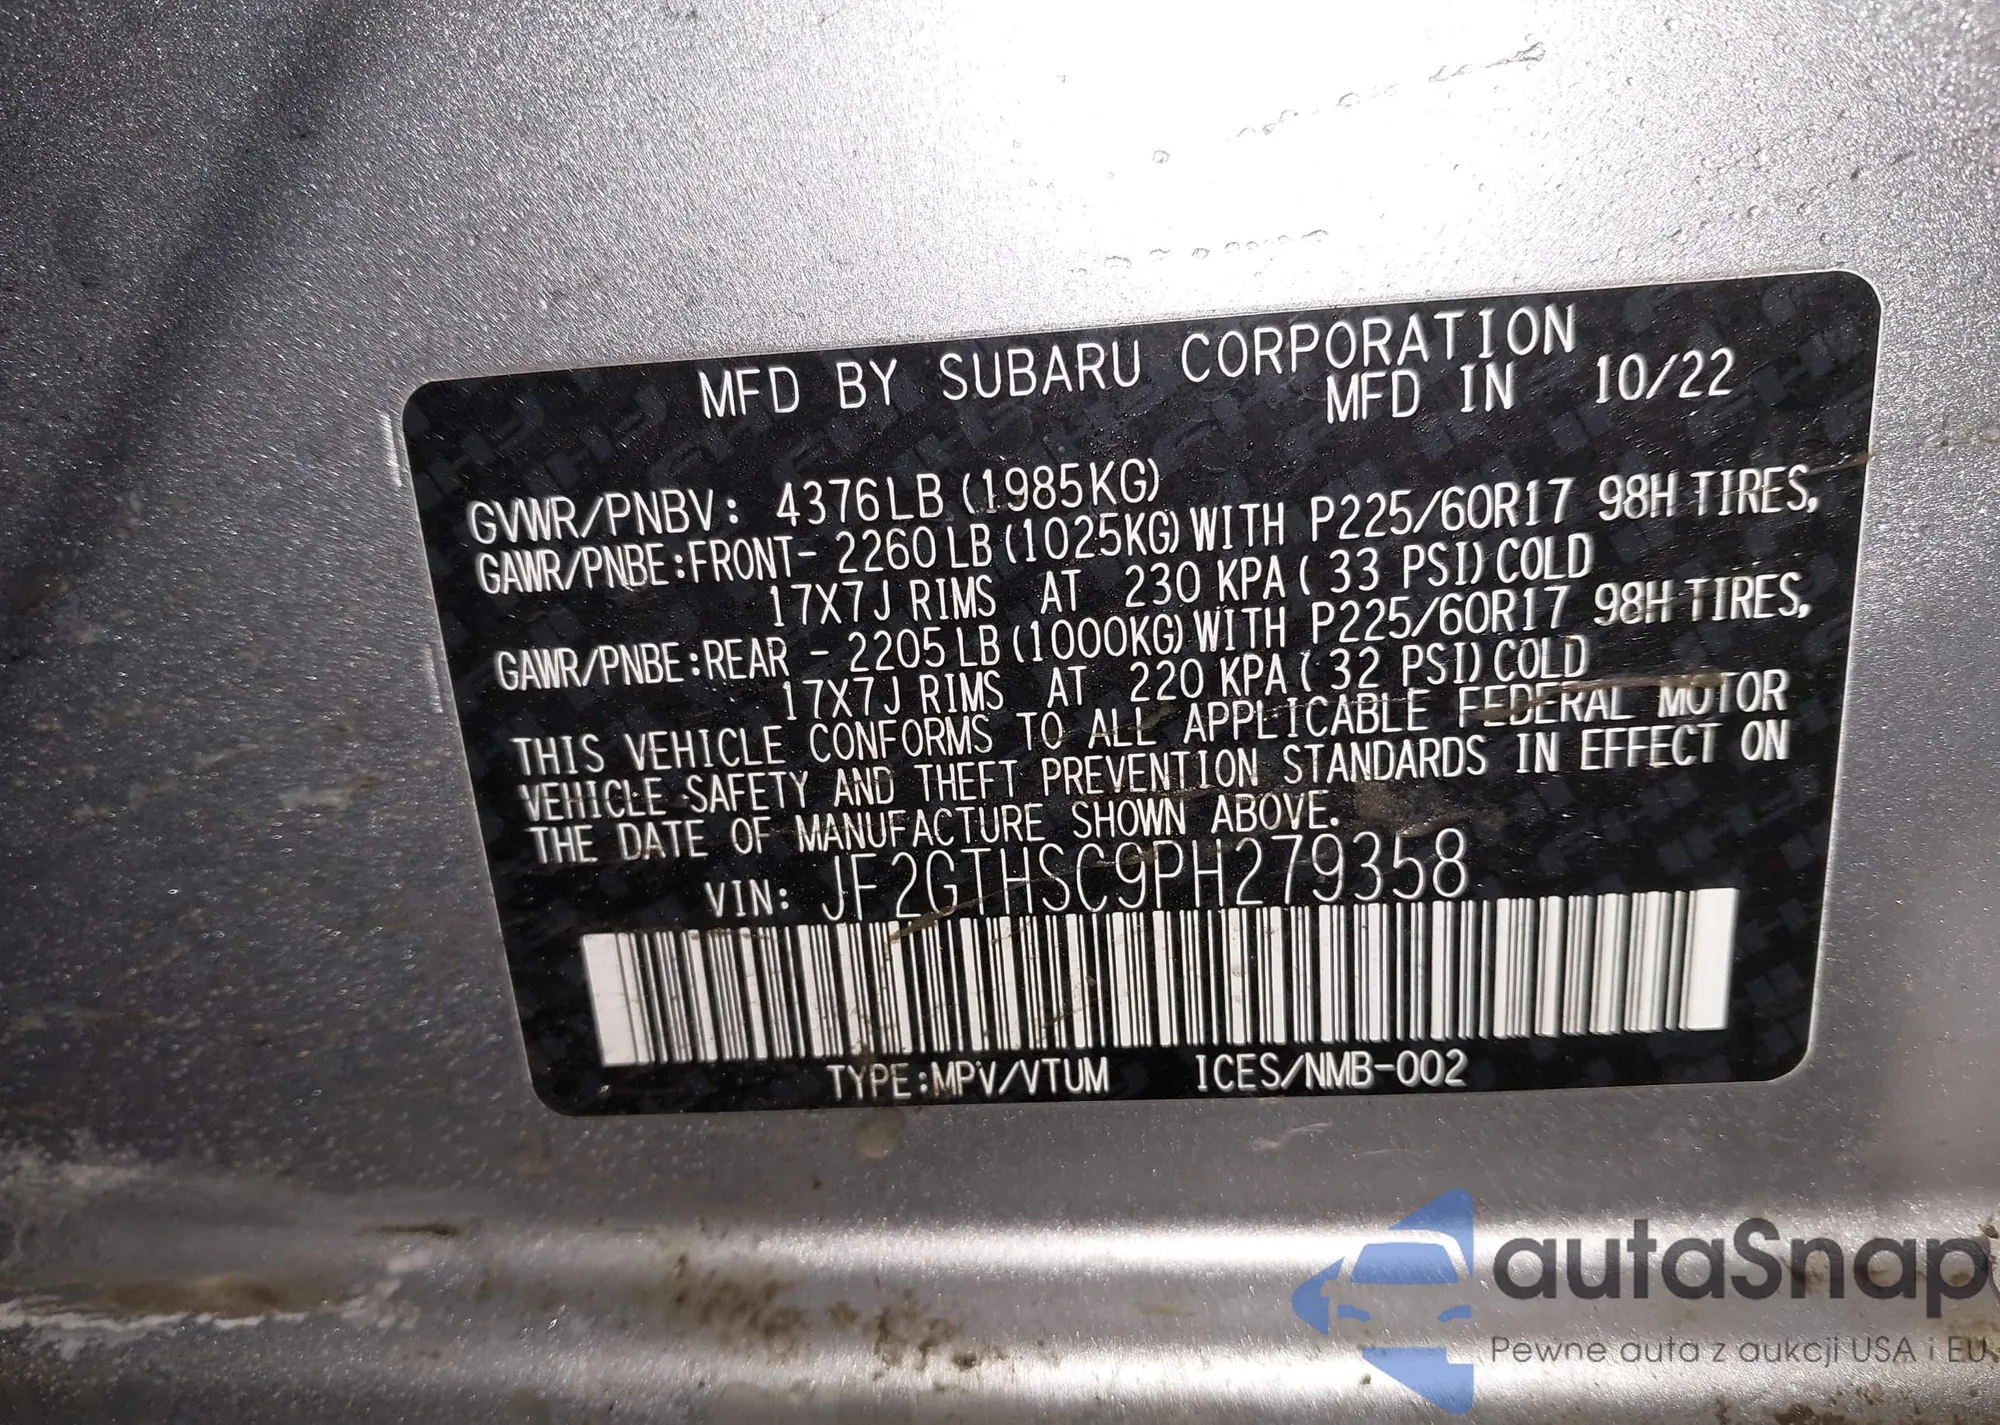 MFD BY SUBARU CORPORATION
MFD IN 10/22
GVWR/PNBV: 4376LB (1985KG)
GAWR/PNBE:FRONT- 2260LB (1025KG) WITH P225/60R17 98H TIRES,
17X7J RIMS AT 230 KPA ( 33 PSI) COLD
GAWR/PNBE:REAR - 2205LB (1000KG) WITH P225/60R17 98H TIRES,
17X7J RIMS AT 220 KPA ( 32 PSI) COLD
THIS VEHICLE CONFORMS TO ALL APPLICABLE FEDERAL MOTOR
VEHICLE SAFETY AND THEFT PREVENTION STANDARDS IN EFFECT ON
THE DATE OF MANUFACTURE SHOWN ABOVE.
VIN: JF2GTHSC9PH279358
TYPE:MPV/VTUM ICES/NMB-002
autaSnap
Pewne auta z aukcji USA i EU